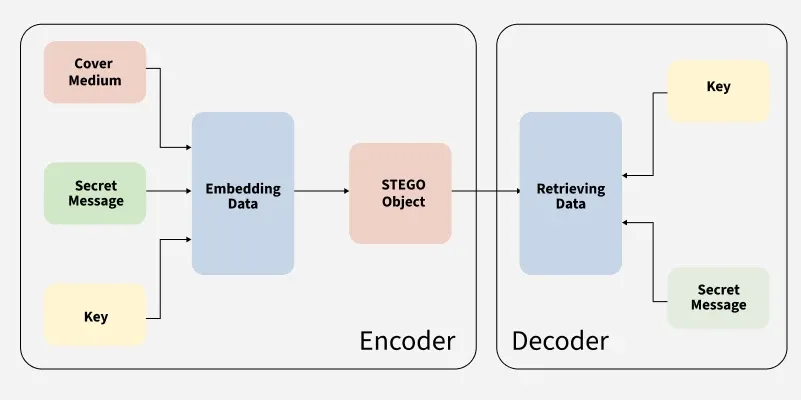 Cover
Medium
Secret
Message
Key
Embedding
Data
STEGO
Object
Encoder
Retrieving
Data
Key
Secret
Message
Decoder